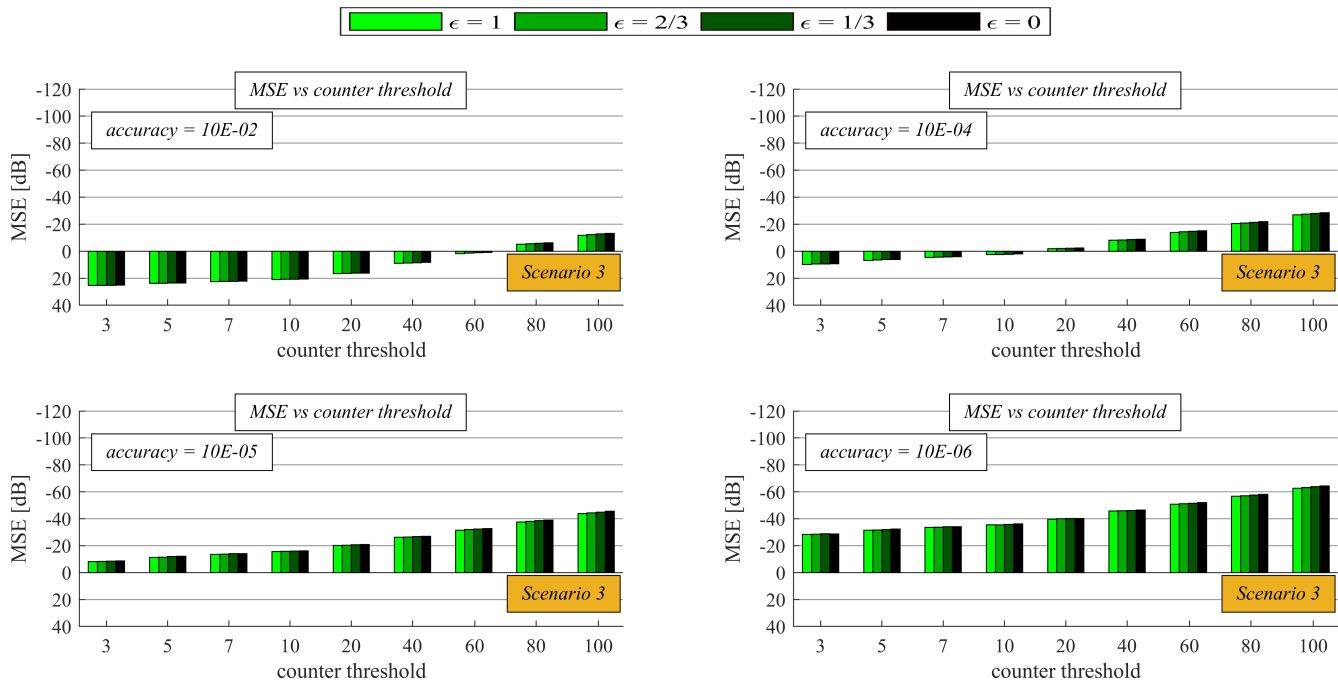 ϵ = 1 ϵ = 2/3 ϵ = 1/3 ϵ = 0
MSE vs counter threshold
accuracy = 10E-02
MSE [dB]
-120
-100
-80
-60
-40
-20
0
20
40
Scenario 3
3 5 7 10 20 40 60 80 100
counter threshold
MSE vs counter threshold
accuracy = 10E-04
MSE [dB]
-120
-100
-80
-60
-40
-20
0
20
40
Scenario 3
3 5 7 10 20 40 60 80 100
counter threshold
MSE vs counter threshold
accuracy = 10E-05
MSE [dB]
-120
-100
-80
-60
-40
-20
0
20
40
Scenario 3
3 5 7 10 20 40 60 80 100
counter threshold
MSE vs counter threshold
accuracy = 10E-06
MSE [dB]
-120
-100
-80
-60
-40
-20
0
20
40
Scenario 3
3 5 7 10 20 40 60 80 100
counter threshold